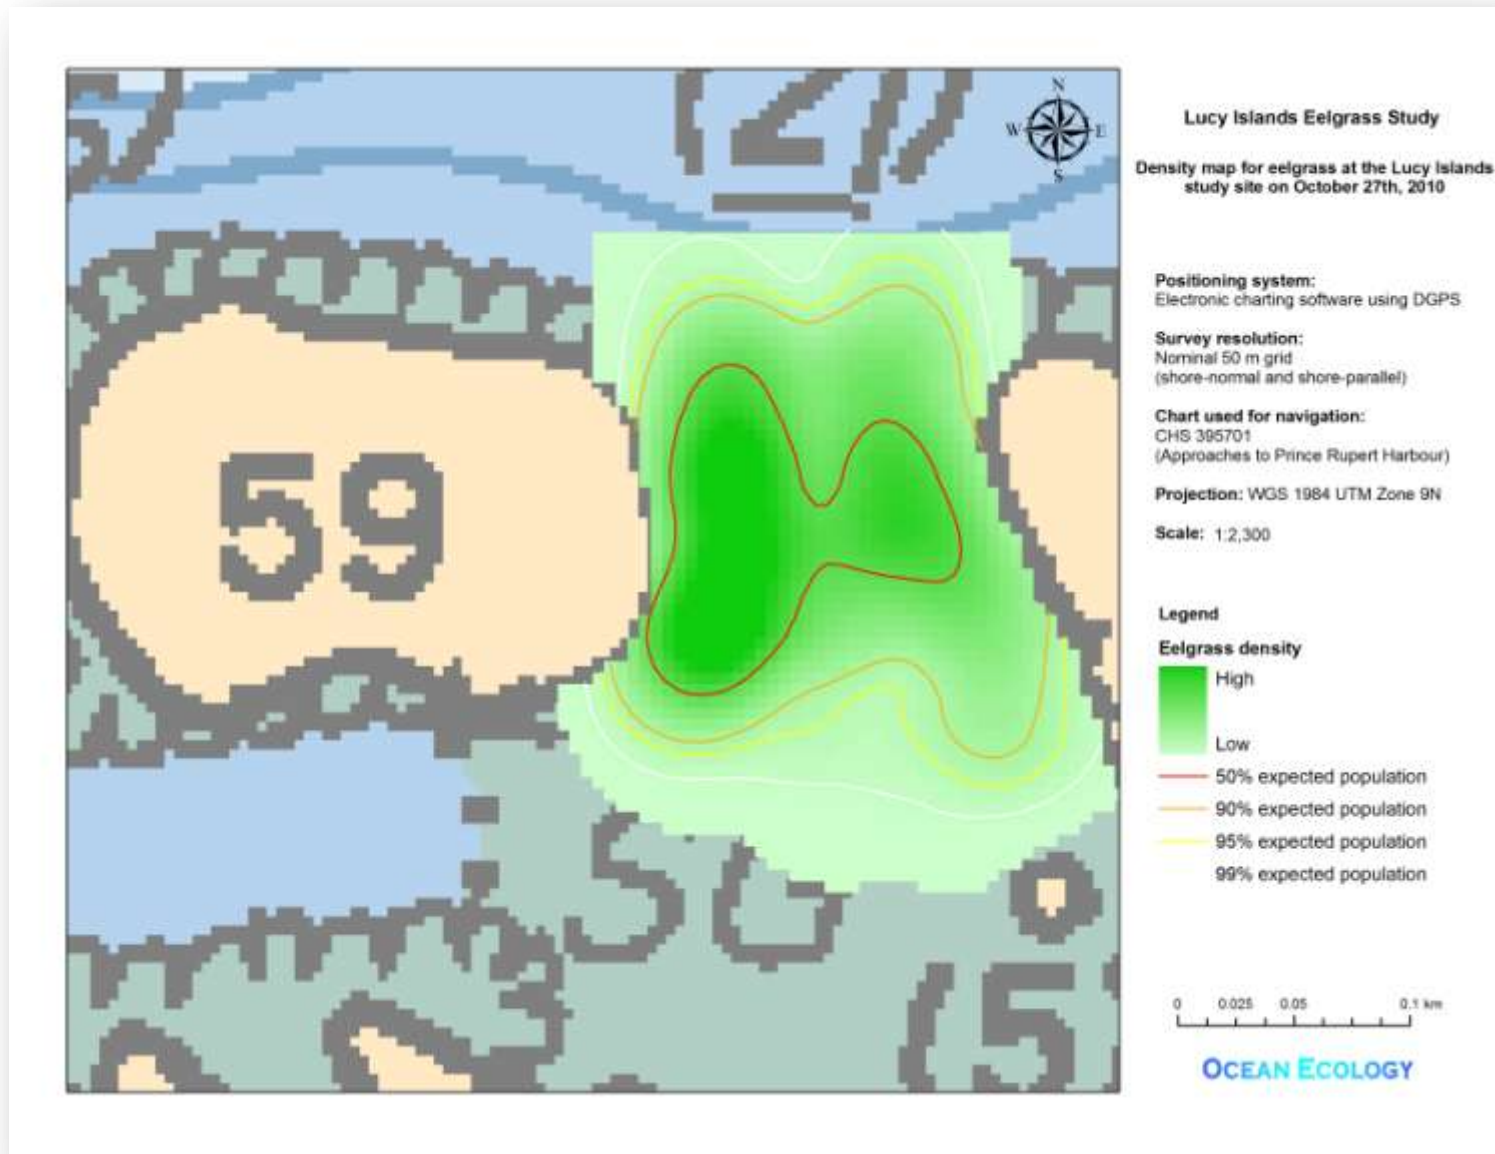 (2)
N
W
E
S
59
(5
Lucy Islands Eelgrass Study
Density map for eelgrass at the Lucy Islands
study site on October 27th, 2010
Positioning system:
Electronic charting software using DGPS
Survey resolution:
Nominal 50 m grid
(shore-normal and shore-parallel)
Chart used for navigation:
CHS 395701
(Approaches to Prince Rupert Harbour)
Projection: WGS 1984 UTM Zone 9N
Scale: 1:2,300
Legend
Eelgrass density
High
Low
50% expected population
90% expected population
95% expected population
99% expected population
0 0.025 0.05 0.1 km
OCEAN ECOLOGY